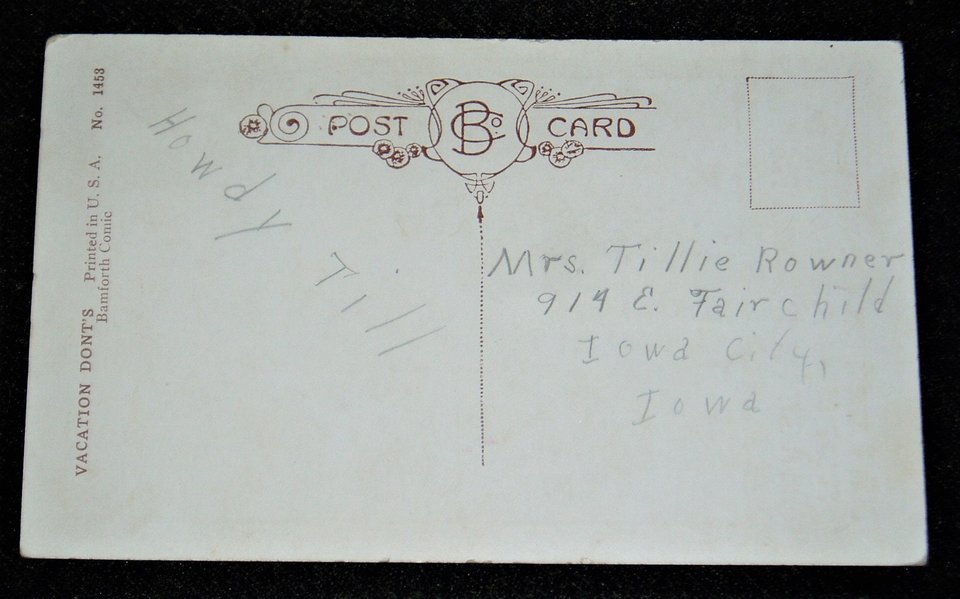 VACATION DONT'S Printed in U. S. A. No. 1453
Bamforth Comic
POST BCo CARD
Till
Mrs. Tillie Rowner
914 E. Fairchild
Iowa City,
Iowa